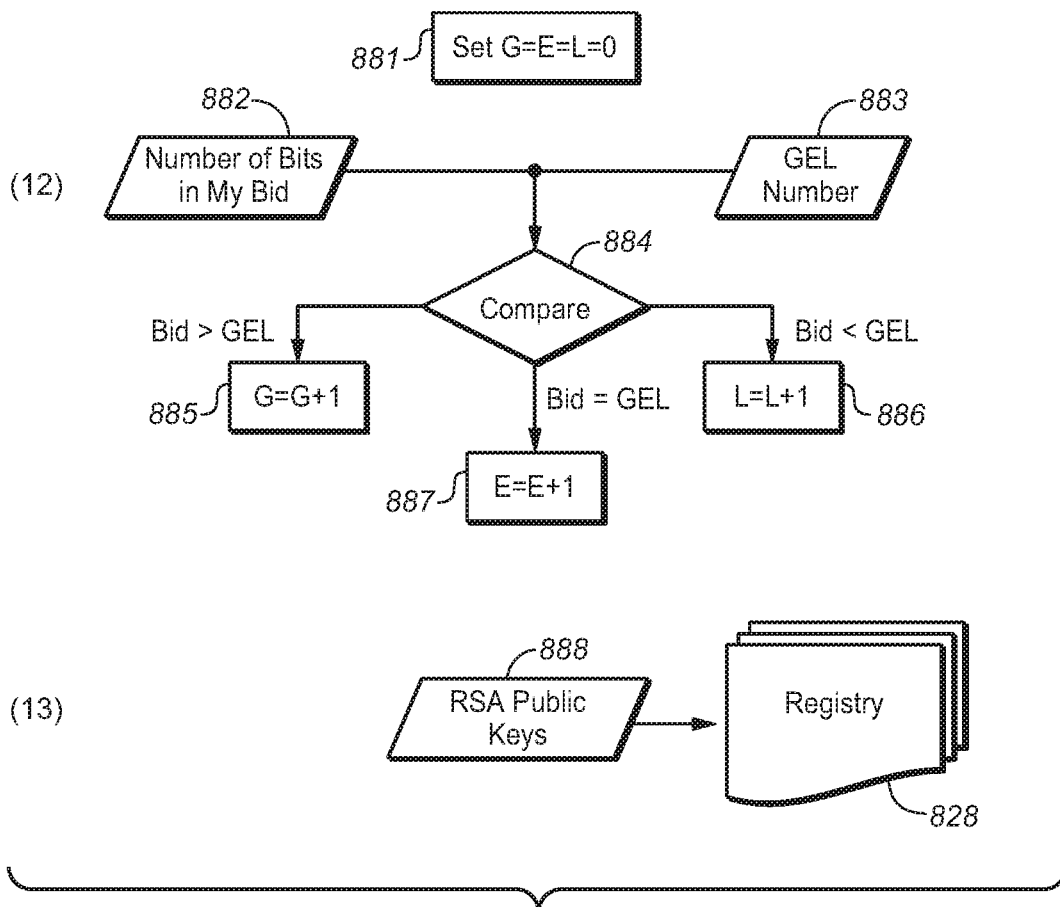 881
Set G=E=L=0
882
883
(12)
Number of Bits
in My Bid
GEL
Number
884
Compare
Bid > GEL
Bid < GEL
885
G=G+1
Bid = GEL
L=L+1
886
887
E=E+1
888
(13)
RSA Public
Keys
Registry
828